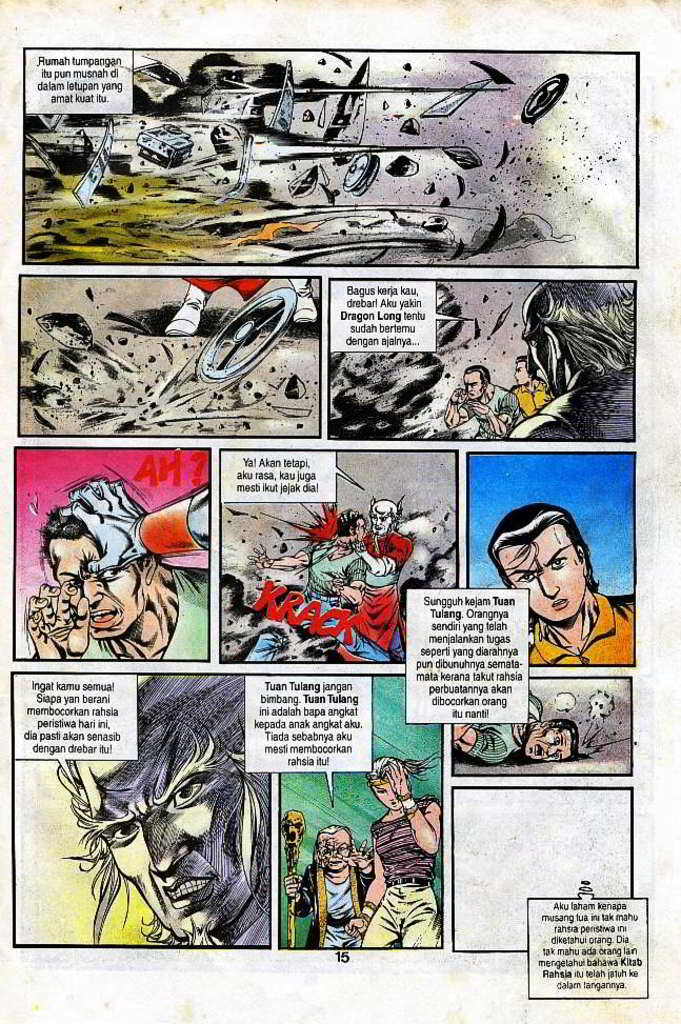 Rumah tumpangan
itu pun musnah di
dalam letupan yang
amat kuat itu.
Bagus kerja kau,
drebar! Aku yakin
Dragon Long tentu
sudah bertemu
dengan ajalnya...
AH?
Ya! Akan tetapi,
aku rasa, kau juga
mesti ikut jejak dia!
KRACK
Sungguh kejam Tuan
Tulang. Orangnya
sendiri yang telah
menjalankan tugas
seperti yang diarahnya
pun dibunuhnya semata-
mata kerana takut rahsia
perbuatannya akan
dibocorkan orang
itu nanti!
Ingat kamu semua!
Siapa yan berani
membocorkan rahsia
peristiwa hari ini,
dia pasti akan senasib
dengan drebar itu!
Tuan Tulang jangan
bimbang. Tuan Tulang
ini adalah bapa angkat
kepada anak angkat aku.
Tiada sebabnya aku
mesti membocorkan
rahsia itu!
Aku faham kenapa
musang tua ini tak mahu
rahsia peristiwa ini
diketahui orang. Dia
tak mahu ada orang lain
mengetahui bahawa Kitab
Rahsia itu telah jatuh ke
dalam tangannya.
15